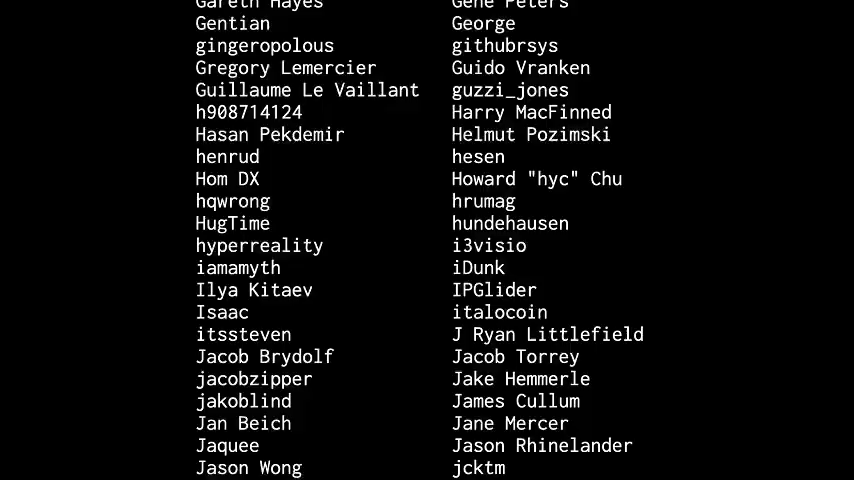 Gareth Hayes Gene Peters
Gentian George
gingeropolous githubrsys
Gregory Lemercier Guido Vranken
Guillaume Le Vaillant guzzi_jones
h908714124 Harry MacFinned
Hasan Pekdemir Helmut Pozimski
henrud hesen
Hom DX Howard "hyc" Chu
hqwrong hrumag
HugTime hundehausen
hyperreality i3visio
iamamyth iDunk
Ilya Kitaev IPGlider
Isaac italocoin
itssteven J Ryan Littlefield
Jacob Brydolf Jacob Torrey
jacobzipper Jake Hemmerle
jakoblind James Cullum
Jan Beich Jane Mercer
Jaquee Jason Rhinelander
Jason Wong jcktm